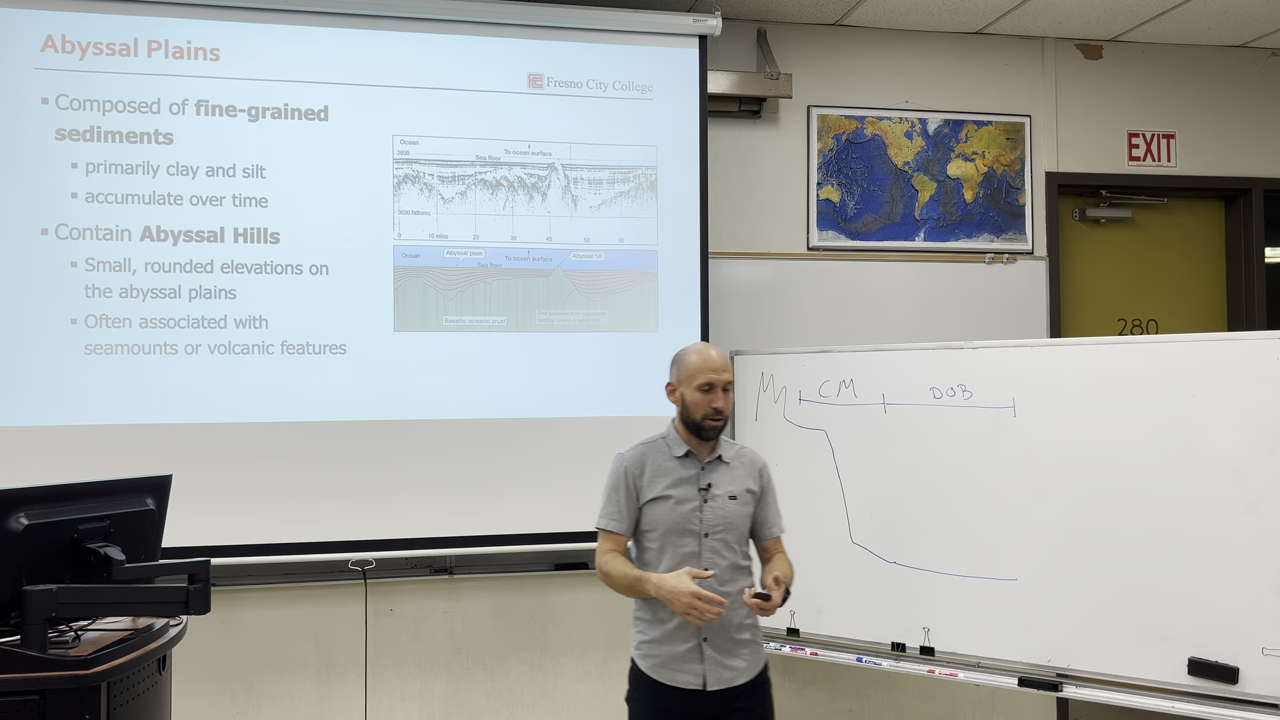 Abyssal Plains
Fresno City College
▪ Composed of fine-grained
sediments
▪ primarily clay and silt
▪ accumulate over time
▪ Contain Abyssal Hills
▪ Small, rounded elevations on
the abyssal plains
▪ Often associated with
seamounts or volcanic features
Ocean
To ocean surface
2800
Sea floor
3600 fathoms
0 10 miles 20 30 40 50 60
Ocean
Abyssal plain
To ocean surface
Abyssal hill
Sea floor
Basaltic oceanic crust
EXIT
280
CM
DOB